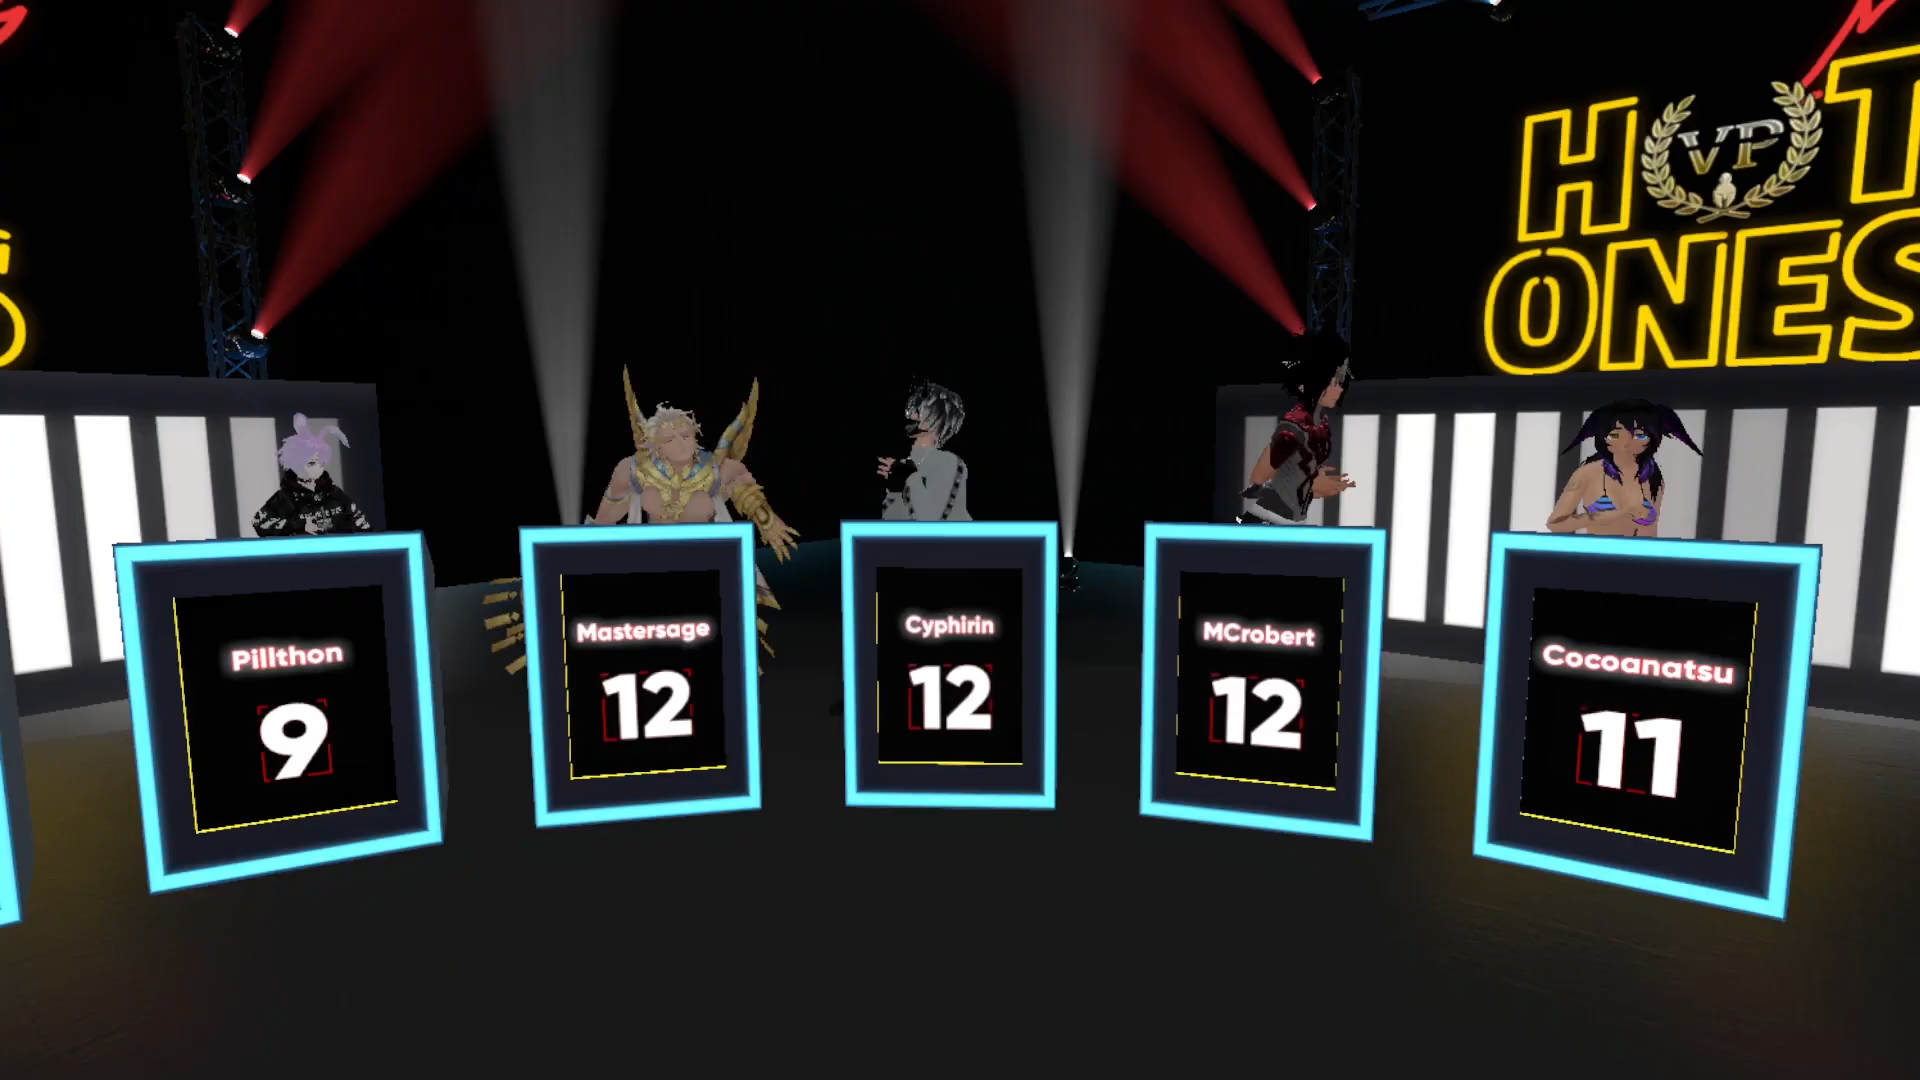 HOT
VP
ONES
Pillthon
9
Mastersage
12
Cyphirin
12
MCrobert
12
Cocoanatsu
11